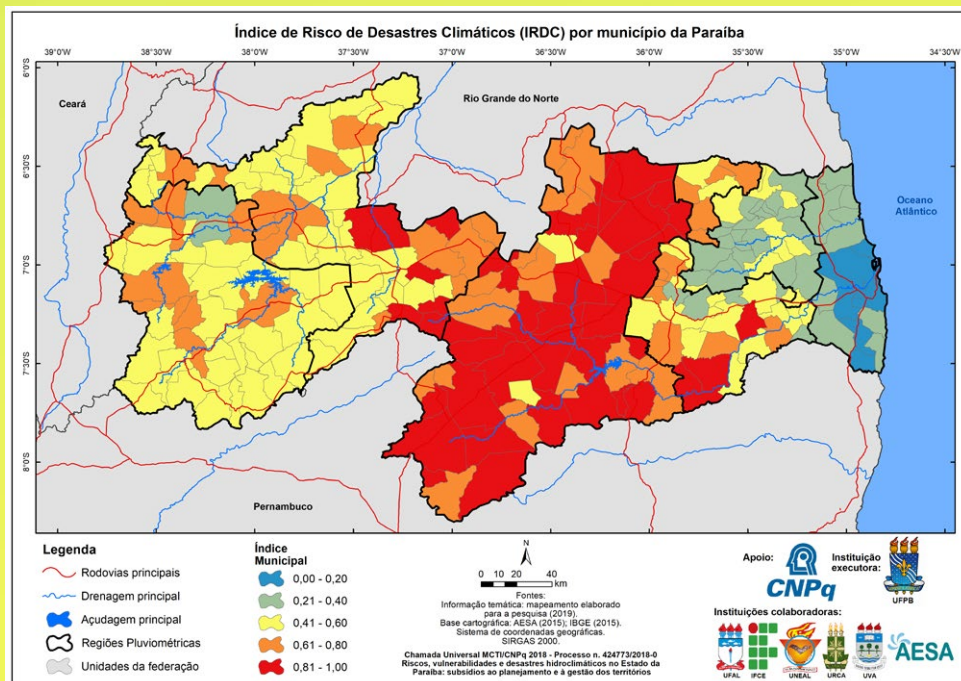 Índice de Risco de Desastres Climáticos (IRDC) por município da Paraíba
39°0'W
38°30'W
38°0'W
37°30'W
37°0'W
36°30'W
36°0'W
35°30'W
35°0'W
34°30'W
6°0'S
6°30'S
7°0'S
7°30'S
8°0'S
Ceará
Rio Grande do Norte
Oceano
Atlântico
Pernambuco
Legenda
Rodovias principais
Drenagem principal
Açudagem principal
Regiões Pluviométricas
Unidades da federação
Índice
Municipal
0,00 - 0,20
0,21 - 0,40
0,41 - 0,60
0,61 - 0,80
0,81 - 1,00
N
0 10 20 40
km
Fontes:
Informação temática: mapeamento elaborado
para a pesquisa (2019).
Base cartográfica: AESA (2015); IBGE (2015).
Sistema de coordenadas geográficas.
SIRGAS 2000.
Chamada Universal MCTI/CNPq 2018 - Processo n. 424773/2018-0
Riscos, vulnerabilidades e desastres hidroclimáticos no Estado da
Paraíba: subsídios ao planejamento e à gestão dos territórios
Apoio:
CNPq
Instituição
executora:
UFPB
Instituições colaboradoras:
UFAL
IFCE
UNEAL
URCA
UVA
AESA